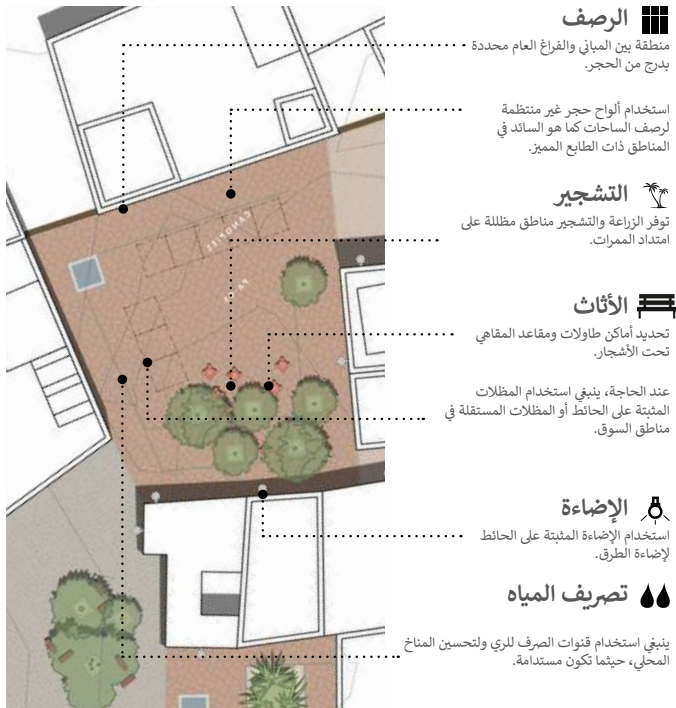 الرصف
منطقة بين المباني والفراغ العام محددة
بدرج من الحجر.
استخدام ألواح حجر غير منتظمة
لرصف الساحات كما هو السائد في
المناطق ذات الطابع المميز.
التشجير
توفر الزراعة والتشجير مناطق مظللة على
امتداد الممرات.
الأثاث
تحديد أماكن طاولات ومقاعد المقاهي
تحت الأشجار.
عند الحاجة، ينبغي استخدام المظلات
المثبتة على الحائط أو المظلات المستقلة في
مناطق السوق.
الإضاءة
استخدام الإضاءة المثبتة على الحائط
لإضاءة الطرق.
تصريف المياه
ينبغي استخدام قنوات الصرف للري ولتحسين المناخ
المحلي، حيثما تكون مستدامة.
CANOPIES